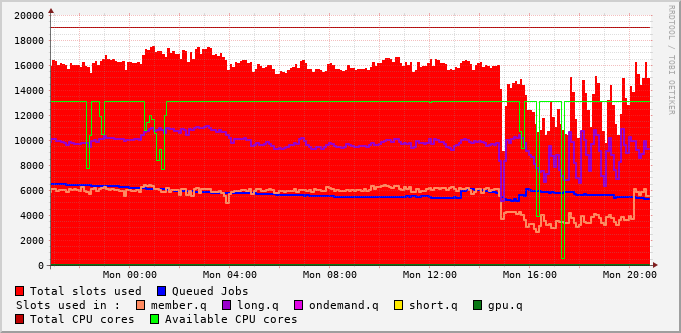 20000
18000
16000
14000
12000
10000
8000
6000
4000
2000
0
Mon 00:00 Mon 04:00 Mon 08:00 Mon 12:00 Mon 16:00 Mon 20:00
RRDTOOL / TOBI OETIKER
Total slots used Queued Jobs
Slots used in : member.q long.q ondemand.q short.q gpu.q
Total CPU cores Available CPU cores